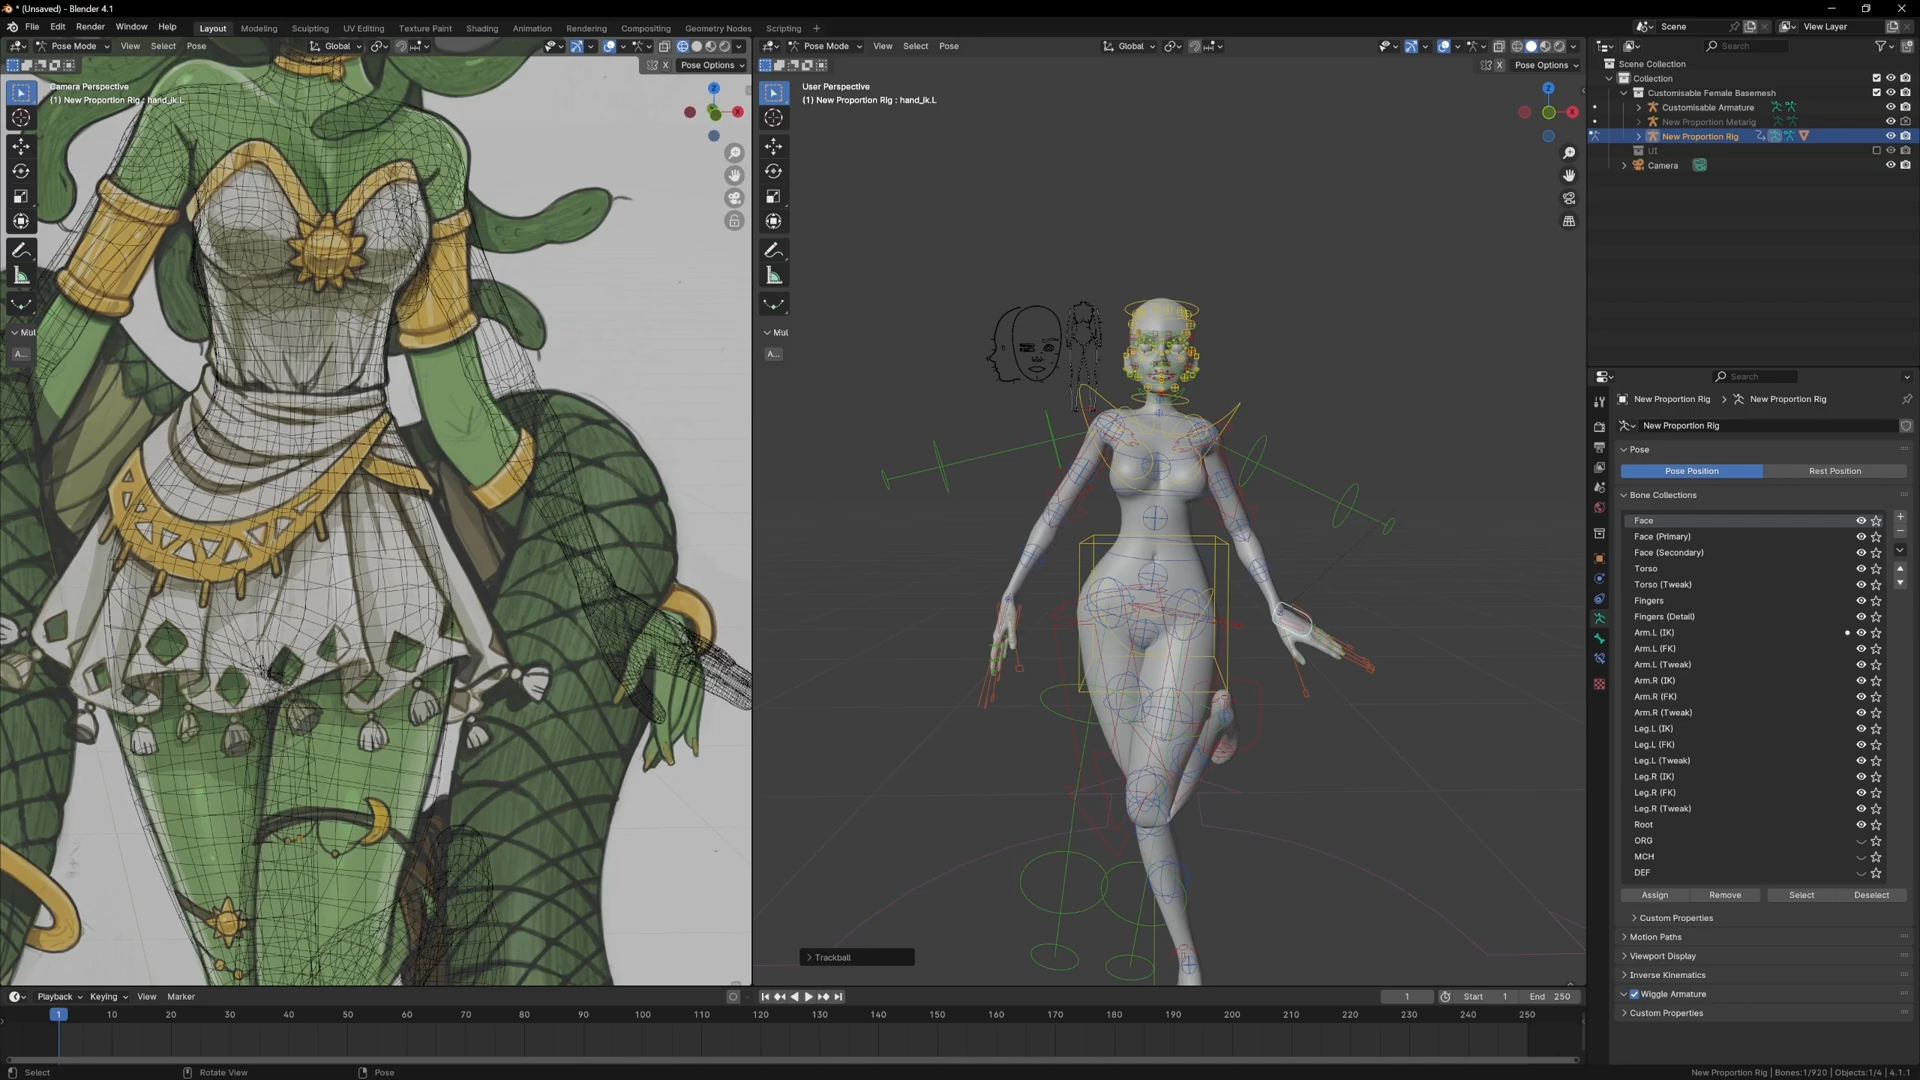 * (Unsaved) - Blender 4.1
File Edit Render Window Help
Layout Modeling Sculpting UV Editing Texture Paint Shading Animation Rendering Compositing Geometry Nodes Scripting
Scene
View Layer
Pose Mode View Select Pose Global
Pose Mode View Select Pose Global
Search
Pose Options
X
Pose Options
X
Camera Perspective
(1) New Proportion Rig : hand_ik.L
User Perspective
(1) New Proportion Rig : hand_ik.L
Z
X
Z
X
Mul
A...
Mul
A...
Trackball
Scene Collection
Collection
Customisable Female Basemesh
Customisable Armature
New Proportion Metarig
New Proportion Rig
UI
Camera
Search
New Proportion Rig New Proportion Rig
New Proportion Rig
Pose
Pose Position Rest Position
Bone Collections
Face
Face (Primary)
Face (Secondary)
Torso
Torso (Tweak)
Fingers
Fingers (Detail)
Arm.L (IK)
Arm.L (FK)
Arm.L (Tweak)
Arm.R (IK)
Arm.R (FK)
Arm.R (Tweak)
Leg.L (IK)
Leg.L (FK)
Leg.L (Tweak)
Leg.R (IK)
Leg.R (FK)
Leg.R (Tweak)
Root
ORG
MCH
DEF
Assign Remove Select Deselect
Custom Properties
Motion Paths
Viewport Display
Inverse Kinematics
Wiggle Armature
Custom Properties
Playback Keying View Marker
1 Start 1 End 250
1 10 20 30 40 50 60 70 80 90 100 110 120 130 140 150 160 170 180 190 200 210 220 230 240 250
Select Rotate View Pose
New Proportion Rig | Bones:1/920 | Objects:1/4 | 4.1.1